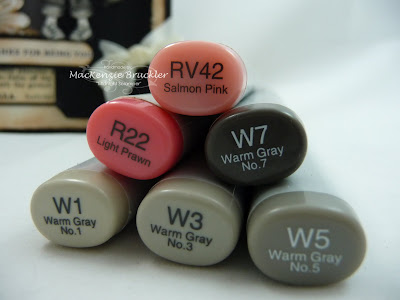 Mackenzie Bruckler
RV42
Salmon Pink
R22
Light Prawn
W7
Warm Gray
No.7
W1
Warm Gray
No.1
W3
Warm Gray
No.3
W5
Warm Gray
No.5